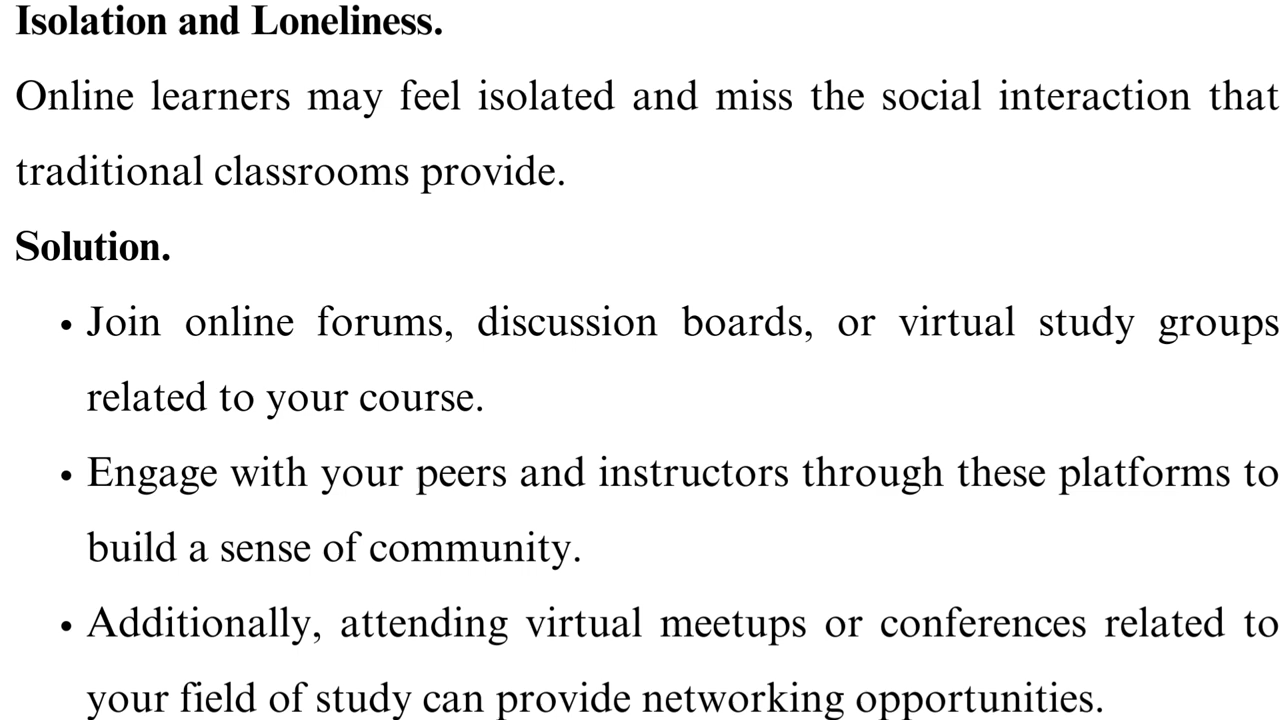 Isolation and Loneliness.
Online learners may feel isolated and miss the social interaction that
traditional classrooms provide.
Solution.
• Join online forums, discussion boards, or virtual study groups
related to your course.
• Engage with your peers and instructors through these platforms to
build a sense of community.
• Additionally, attending virtual meetups or conferences related to
your field of study can provide networking opportunities.